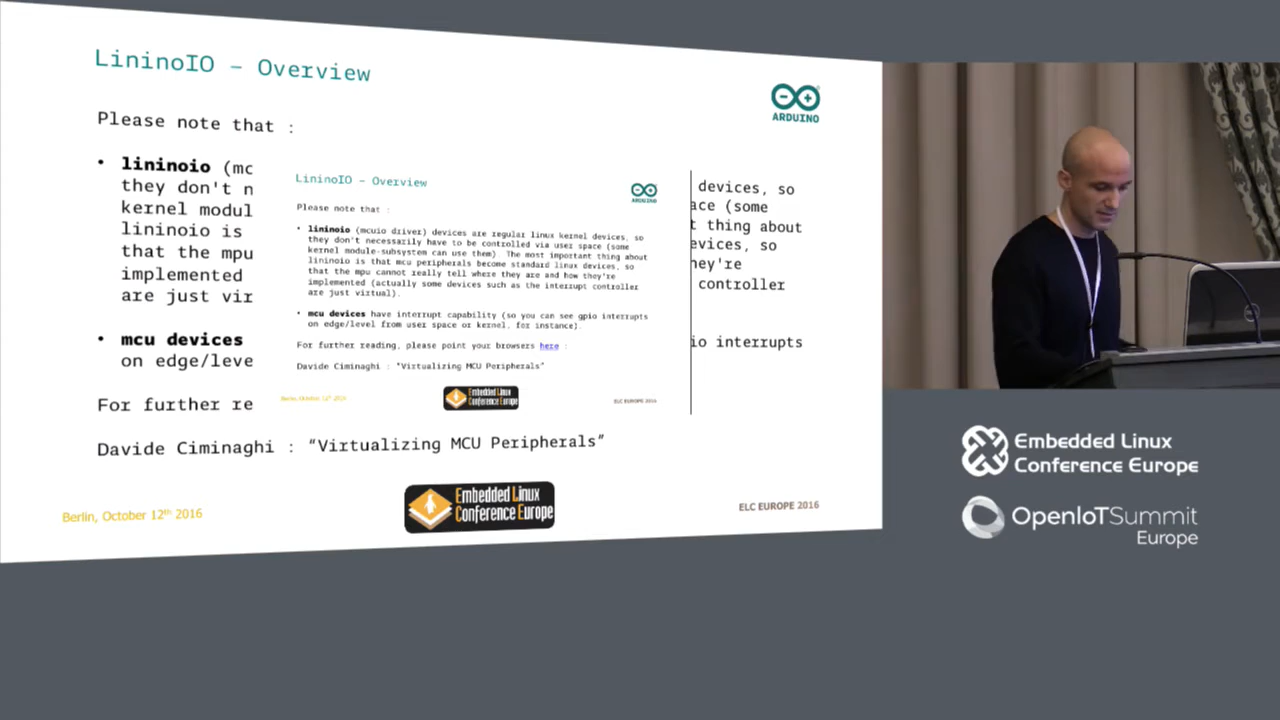 LininoIO – Overview
ARDUINO
Please note that :
• lininoio (mc
they don't n
kernel modul
lininoio is
that the mpu
implemented
are just vir
• mcu devices
on edge/leve
For further re
Davide Ciminaghi : “Virtualizing MCU Peripherals”
Berlin, October 12th 2016
Embedded Linux
Conference Europe
ELC EUROPE 2016
LininoIO – Overview
ARDUINO
Please note that :
• lininoio (mcuio driver) devices are regular linux kernel devices, so
they don't necessarily have to be controlled via user space (some
kernel module-subsystem can use them). The most important thing about
lininoio is that mcu peripherals become standard linux devices, so
that the mpu cannot really tell where they are and how they're
implemented (actually some devices such as the interrupt controller
are just virtual).
• mcu devices have interrupt capability (so you can see gpio interrupts
on edge/level from user space or kernel, for instance).
For further reading, please point your browsers here :
Davide Ciminaghi : "Virtualizing MCU Peripherals"
Berlin, October 12th 2016
Embedded Linux
Conference Europe
ELC EUROPE 2016
devices, so
ace (some
t thing about
evices, so
hey're
controller
io interrupts
Embedded Linux
Conference Europe
OpenIoTSummit
Europe